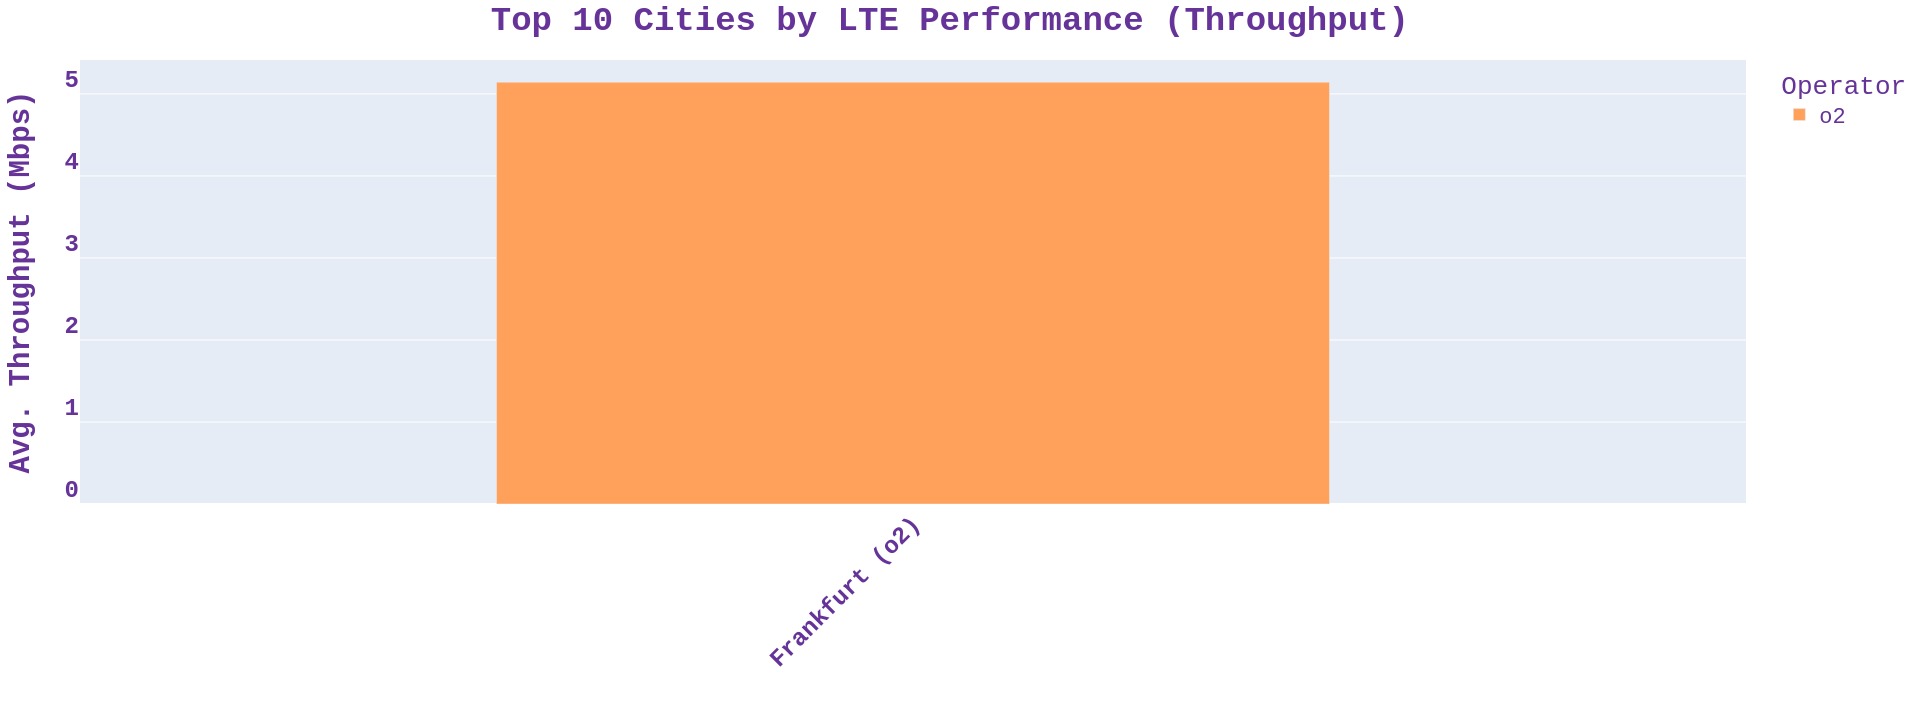 Top 10 Cities by LTE Performance (Throughput)
Avg. Throughput (Mbps)
5
4
3
2
1
0
Frankfurt (o2)
Operator
o2